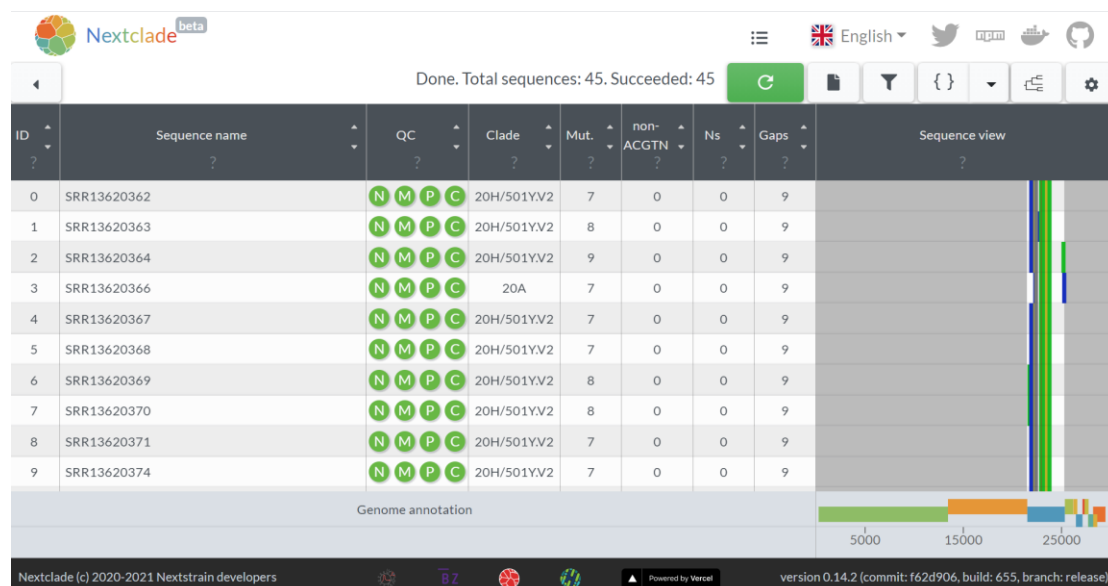 Nextclade beta
English
Done. Total sequences: 45. Succeeded: 45
ID Sequence name QC Clade Mut. non-ACGTN Ns Gaps Sequence view
? ? ? ? ? ? ? ? ?
0 SRR13620362 N M P C 20H/501Y.V2 7 0 0 9
1 SRR13620363 N M P C 20H/501Y.V2 8 0 0 9
2 SRR13620364 N M P C 20H/501Y.V2 9 0 0 9
3 SRR13620366 N M P C 20A 7 0 0 9
4 SRR13620367 N M P C 20H/501Y.V2 7 0 0 9
5 SRR13620368 N M P C 20H/501Y.V2 7 0 0 9
6 SRR13620369 N M P C 20H/501Y.V2 8 0 0 9
7 SRR13620370 N M P C 20H/501Y.V2 8 0 0 9
8 SRR13620371 N M P C 20H/501Y.V2 7 0 0 9
9 SRR13620374 N M P C 20H/501Y.V2 7 0 0 9
Genome annotation
5000 15000 25000
Nextclade (c) 2020-2021 Nextstrain developers BZ Powered by Vercel version 0.14.2 (commit: f62d906, build: 655, branch: release)